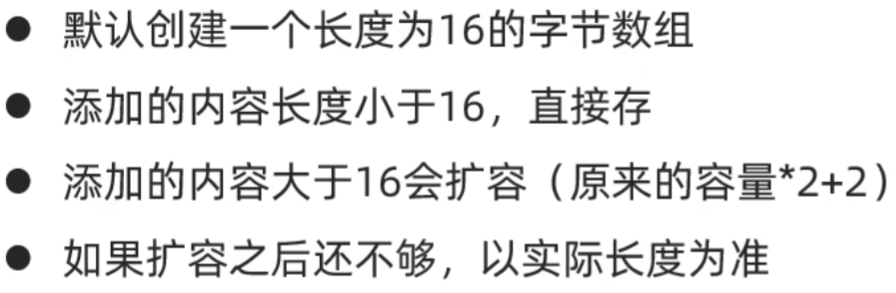 ● 默认创建一个长度为16的字节数组
● 添加的内容长度小于16，直接存
● 添加的内容大于16会扩容（原来的容量*2+2）
● 如果扩容之后还不够，以实际长度为准